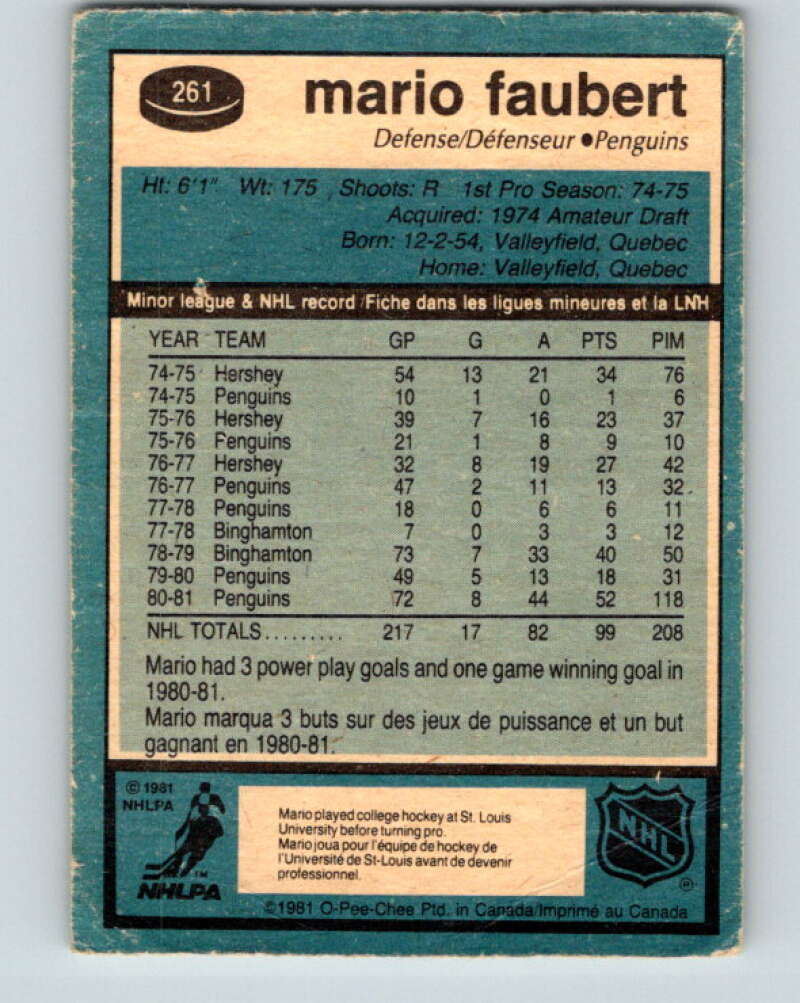 261
mario faubert
Defense/Défenseur ●Penguins
Ht: 6'1" Wt: 175 Shoots: R 1st Pro Season: 74-75
Acquired: 1974 Amateur Draft
Born: 12-2-54, Valleyfield, Quebec
Home: Valleyfield, Quebec
Minor league & NHL record/Fiche dans les ligues mineures et la LNH
YEAR TEAM GP G A PTS PIM
74-75 Hershey 54 13 21 34 76
74-75 Penguins 10 1 0 1 6
75-76 Hershey 39 7 16 23 37
75-76 Penguins 21 1 8 9 10
76-77 Hershey 32 8 19 27 42
76-77 Penguins 47 2 11 13 32
77-78 Penguins 18 0 6 6 11
77-78 Binghamton 7 0 3 3 12
78-79 Binghamton 73 7 33 40 50
79-80 Penguins 49 5 13 18 31
80-81 Penguins 72 8 44 52 118
NHL TOTALS......... 217 17 82 99 208
Mario had 3 power play goals and one game winning goal in
1980-81.
Mario marqua 3 buts sur des jeux de puissance et un but
gagnant en 1980-81.
© 1981
NHLPA
TM
NHLPA
Mario played college hockey at St. Louis
University before turning pro.
Mario joua pour l'équipe de hockey de
l'Université de St-Louis avant de devenir
professionnel.
NHL
®
©1981 O-Pee-Chee Ptd. in Canada/Imprimé au Canada